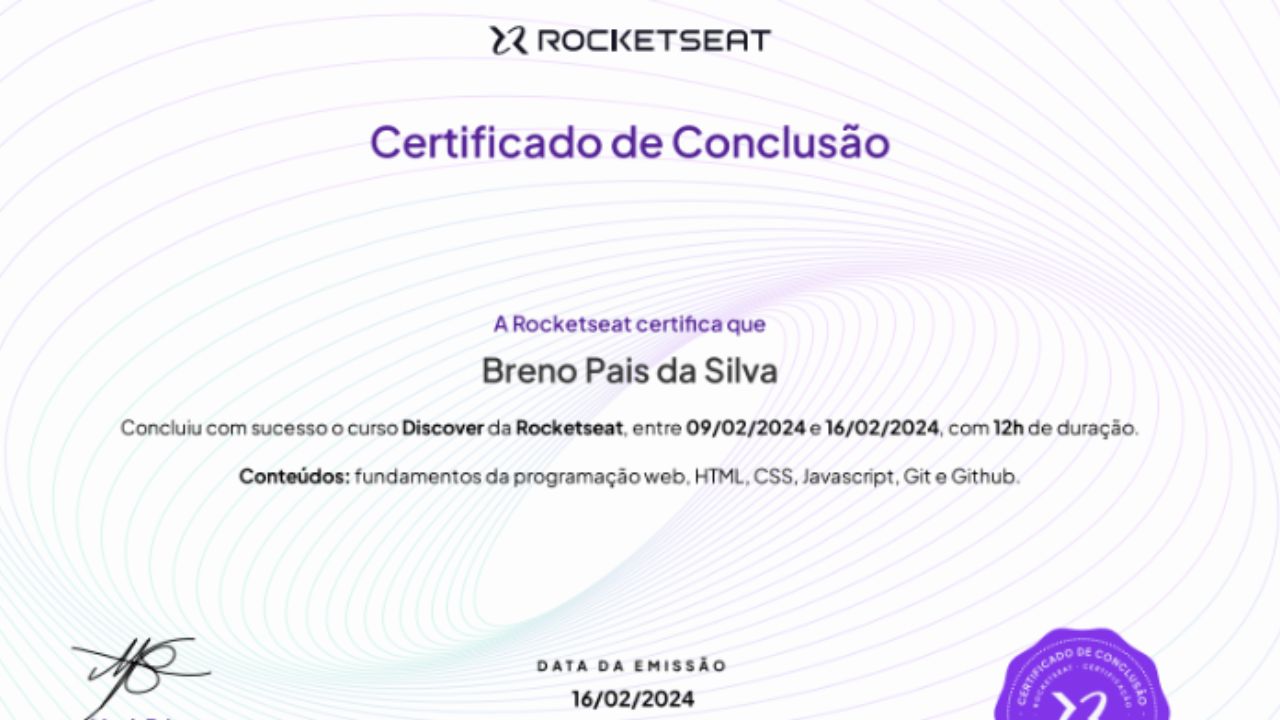 ROCKETSEAT
Certificado de Conclusão
A Rocketseat certifica que
Breno Pais da Silva
Concluiu com sucesso o curso Discover da Rocketseat, entre 09/02/2024 e 16/02/2024, com 12h de duração.
Conteúdos: fundamentos da programação web, HTML, CSS, Javascript, Git e Github.
DATA DA EMISSÃO
16/02/2024
CERTIFICADO DE CONCLUSÃO
ROCKETSEAT - CERTIFICAÇÃO